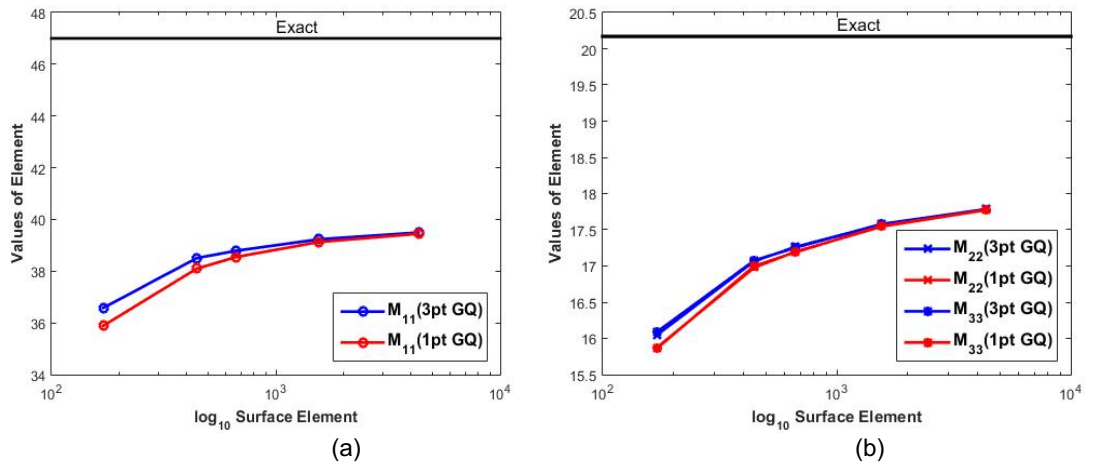 48
46
44
42
40
38
36
34
Exact
Values of Element
M11(3pt GQ)
M11(1pt GQ)
10^2
10^3
10^4
log10 Surface Element
(a)
20.5
20
19.5
19
18.5
18
17.5
17
16.5
16
15.5
Exact
Values of Element
M22(3pt GQ)
M22(1pt GQ)
M33(3pt GQ)
M33(1pt GQ)
10^2
10^3
10^4
log10 Surface Element
(b)